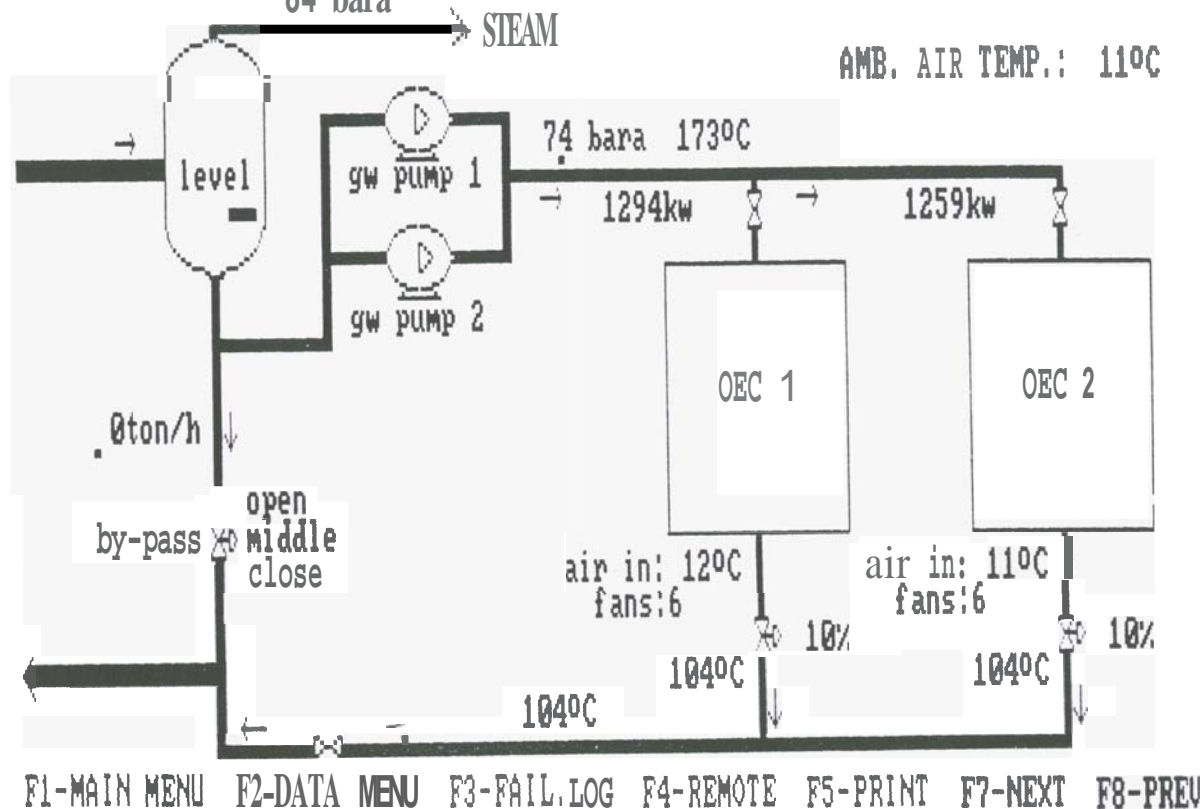 bara
STEAM
AMB. AIR TEMP.: 11ºC
74 bara 173ºC
level
gw pump 1
1294kw
1259kw
gw pump 2
OEC 1
OEC 2
.0ton/h
open
by-pass middle
close
air in: 12ºC
fans:6
air in: 11ºC
fans:6
10%
10%
104ºC
104ºC
104ºC
F1-MAIN MENU F2-DATA MENU F3-FAIL.LOG F4-REMOTE F5-PRINT F7-NEXT